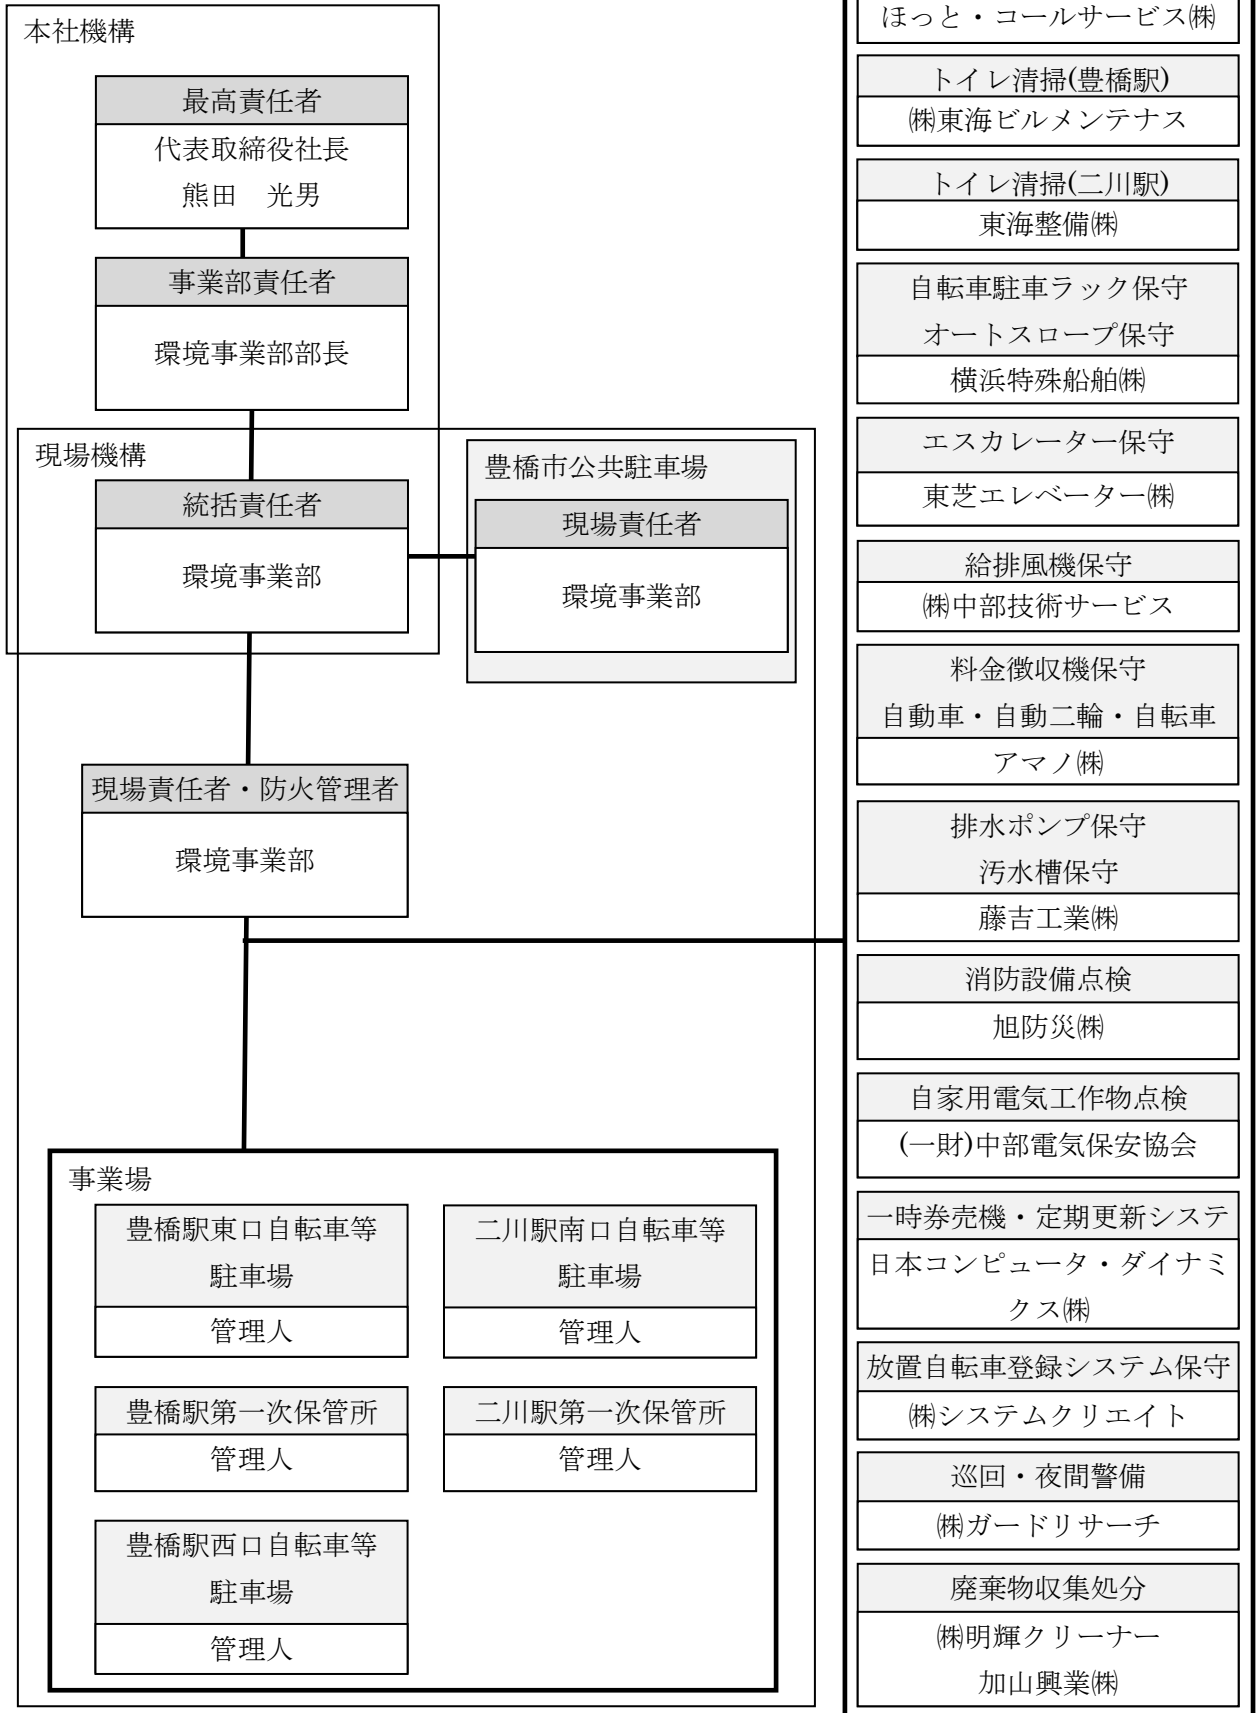 本社機構
最高責任者
代表取締役社長
熊田　光男
事業部責任者
環境事業部部長
現場機構
統括責任者
環境事業部
豊橋市公共駐車場
現場責任者
環境事業部
現場責任者・防火管理者
環境事業部
事業場
豊橋駅東口自転車等
駐車場
管理人
二川駅南口自転車等
駐車場
管理人
豊橋駅第一次保管所
管理人
二川駅第一次保管所
管理人
豊橋駅西口自転車等
駐車場
管理人
ほっと・コールサービス㈱
トイレ清掃(豊橋駅)
㈱東海ビルメンテナス
トイレ清掃(二川駅)
東海整備㈱
自転車駐車ラック保守
オートスロープ保守
横浜特殊船舶㈱
エスカレーター保守
東芝エレベーター㈱
給排風機保守
㈱中部技術サービス
料金徴収機保守
自動車・自動二輪・自転車
アマノ㈱
排水ポンプ保守
汚水槽保守
藤吉工業㈱
消防設備点検
旭防災㈱
自家用電気工作物点検
(一財)中部電気保安協会
一時券売機・定期更新システ
日本コンピュータ・ダイナミ
クス㈱
放置自転車登録システム保守
㈱システムクリエイト
巡回・夜間警備
㈱ガードリサーチ
廃棄物収集処分
㈱明輝クリーナー
加山興業㈱